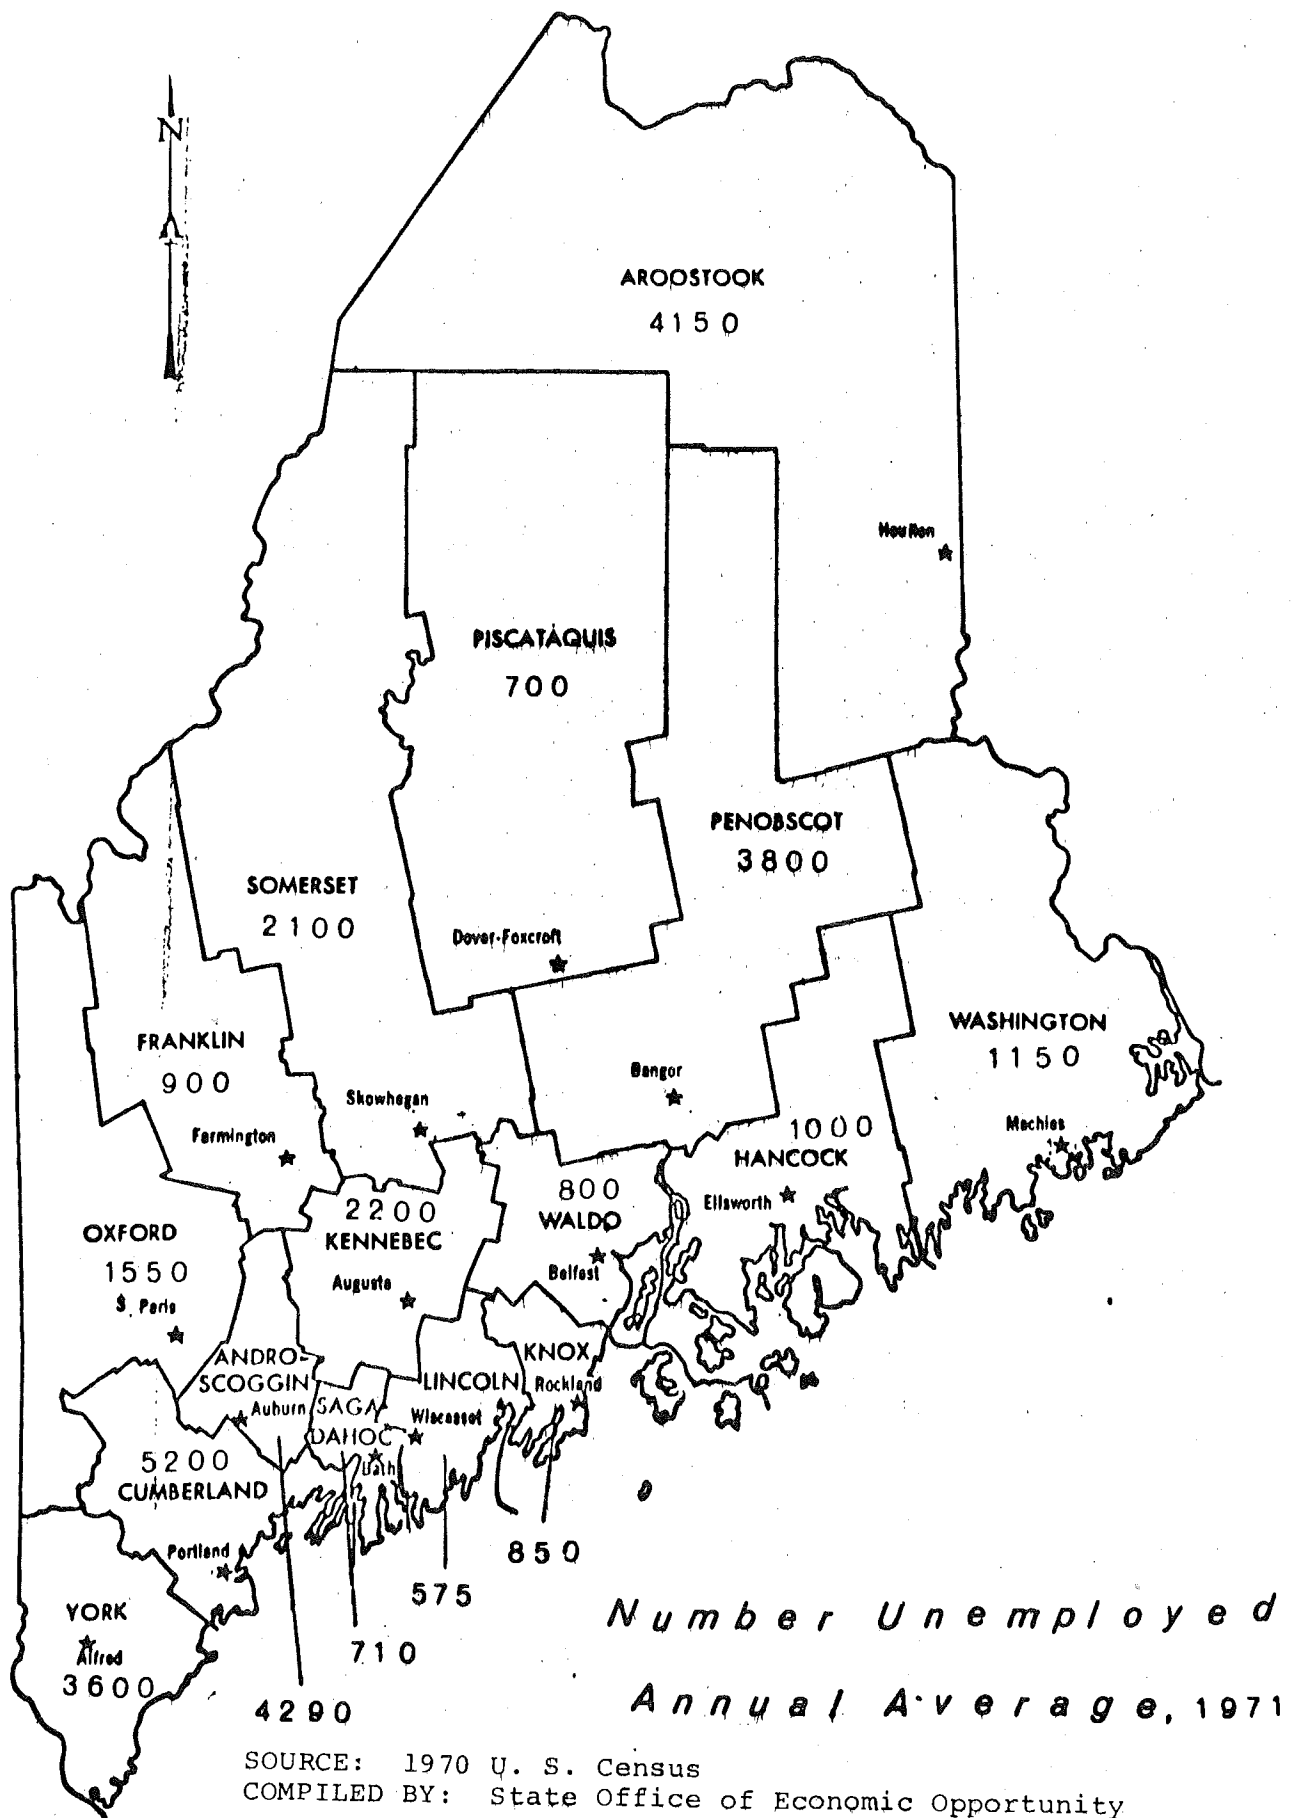 N
AROOSTOOK
4150
Houlton
PISCATAQUIS
700
PENOBSCOT
3800
SOMERSET
2100
Dover-Foxcroft
WASHINGTON
1150
FRANKLIN
900
Bangor
Skowhegan
Machias
Farmington
1000
HANCOCK
Ellsworth
800
WALDO
Belfast
2200
KENNEBEC
Augusta
OXFORD
1550
S. Paris
ANDRO-
SCOGGIN
Auburn
KNOX
Rockland
LINCOLN
Wiscasset
SAGA
DAHOC
Bath
5200
CUMBERLAND
Portland
850
575
YORK
Alfred
3600
710
4290
Number Unemployed
Annual Average, 1971
SOURCE: 1970 U. S. Census
COMPILED BY: State Office of Economic Opportunity